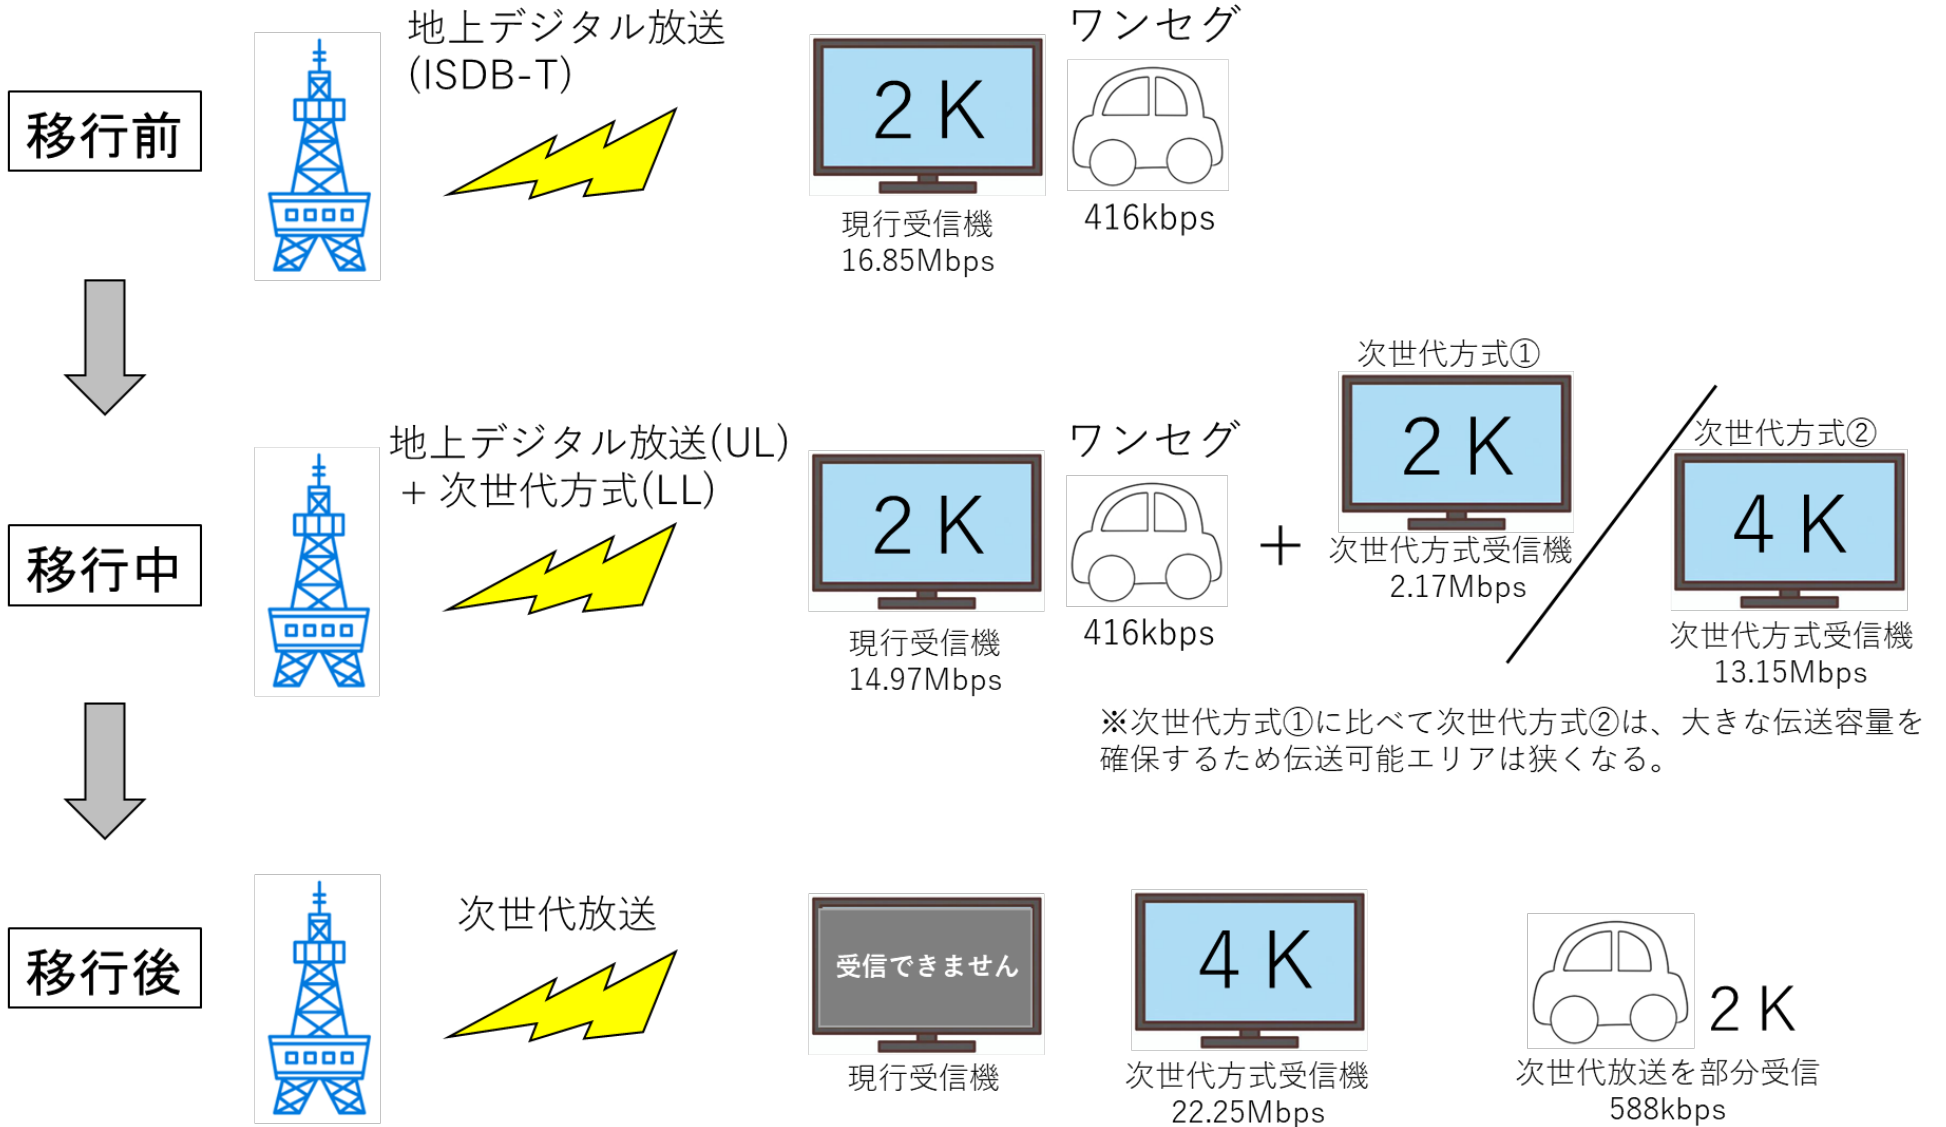 移行前
地上デジタル放送
(ISDB-T)
2K
現行受信機
16.85Mbps
ワンセグ
416kbps
移行中
地上デジタル放送(UL)
+ 次世代方式(LL)
2K
現行受信機
14.97Mbps
ワンセグ
416kbps
+
次世代方式①
2K
次世代方式受信機
2.17Mbps
次世代方式②
4K
次世代方式受信機
13.15Mbps
※次世代方式①に比べて次世代方式②は、大きな伝送容量を
確保するため伝送可能エリアは狭くなる。
移行後
次世代放送
受信できません
現行受信機
4K
次世代方式受信機
22.25Mbps
2K
次世代放送を部分受信
588kbps